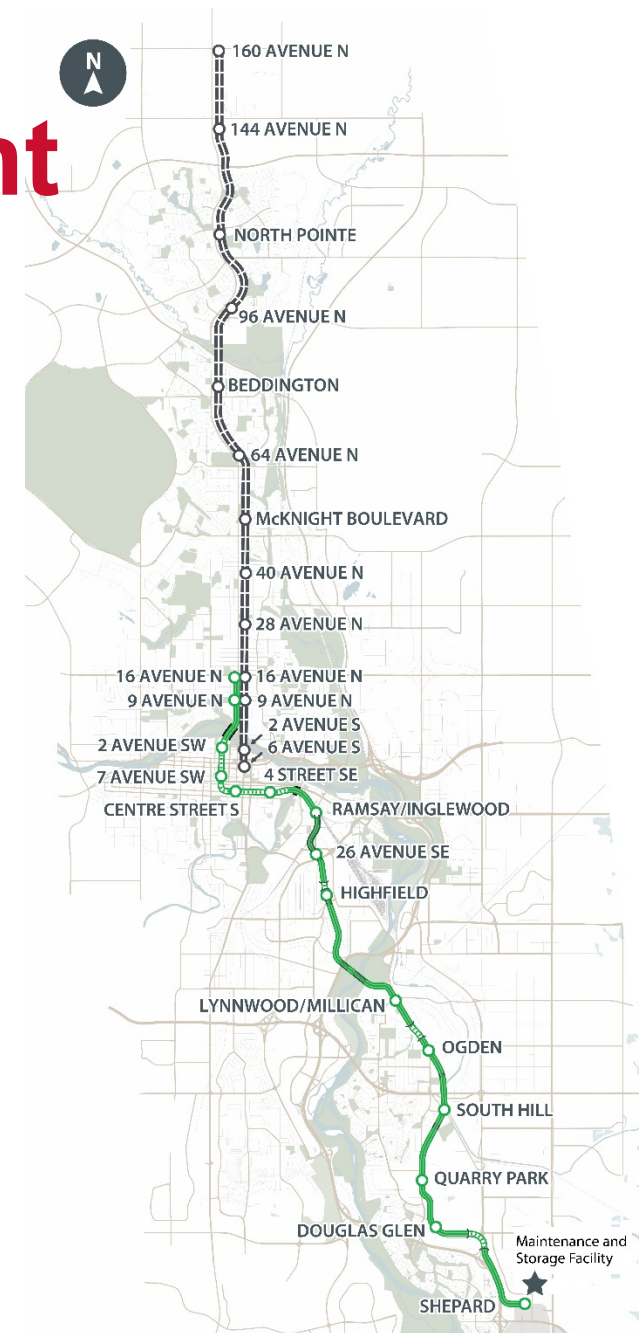 N
160 AVENUE N
nt
144 AVENUE N
NORTH POINTE
96 AVENUE N
BEDDINGTON
64 AVENUE N
McKNIGHT BOULEVARD
40 AVENUE N
28 AVENUE N
16 AVENUE N
16 AVENUE N
9 AVENUE N
9 AVENUE N
2 AVENUE S
2 AVENUE SW
6 AVENUE S
7 AVENUE SW
4 STREET SE
CENTRE STREET S
RAMSAY/INGLEWOOD
26 AVENUE SE
HIGHFIELD
LYNNWOOD/MILLICAN
OGDEN
SOUTH HILL
QUARRY PARK
DOUGLAS GLEN
Maintenance and
Storage Facility
SHEPARD